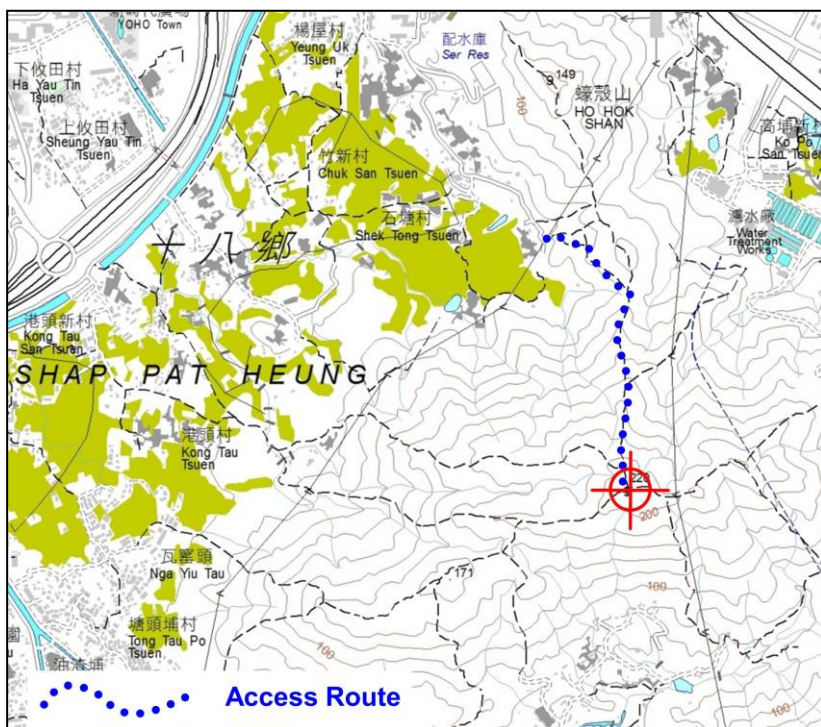 YOHO Town
下攸田村
Ha Yau Tin
Tsuen
上攸田村
Sheung Yau Tin
Tsuen
楊屋村
Yeung Uk
Tsuen
配水庫
Ser Res
149
100
蠔殼山
HO HOK
SHAN
高埔新村
Ko Po
San Tsuen
竹新村
Chuk San Tsuen
石塘村
Shek Tong Tsuen
濾水廠
Water
Treatment
Works
十八鄉
港頭新村
Kong Tau
San Tsuen
SHAP PAT HEUNG
港頭村
Kong Tau
Tsuen
220
200
瓦窰頭
Nga Yiu Tau
171
100
塘頭埔村
Tong Tau Po
Tsuen
100
油渣埔
100
Access Route